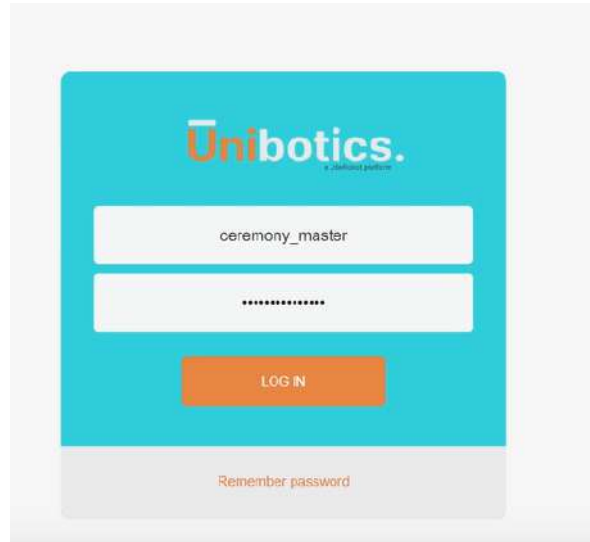 Unibotics.
ceremony_master
•••••••••••••••
LOG IN
Remember password